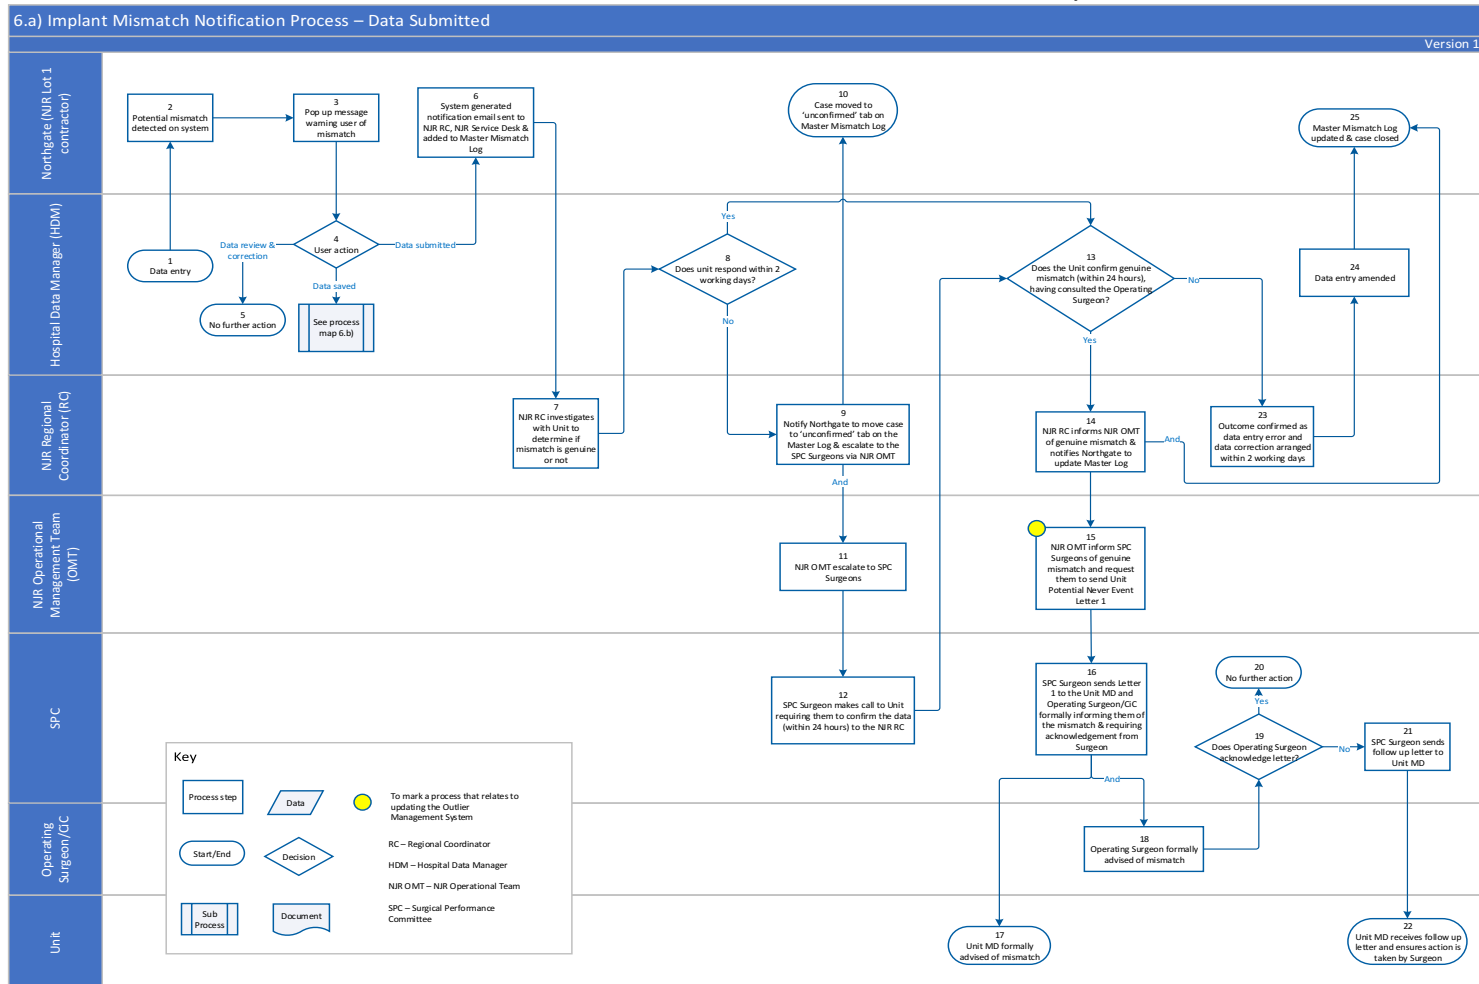 6.a) Implant Mismatch Notification Process – Data Submitted
Version 1
Northgate (NJR Lot 1
contractor)
2
Potential mismatch
detected on system
3
Pop up message
warning user of
mismatch
6
System generated
notification email sent to
NJR RC, NJR Service Desk &
added to Master Mismatch
Log
10
Case moved to
'unconfirmed' tab on
Master Mismatch Log
25
Master Mismatch Log
updated & case closed
Hospital Data Manager (HDM)
1
Data entry
Data review &
correction
4
User action
Data submitted
Data saved
5
No further action
See process
map 6.b)
Yes
8
Does unit respond within 2
working days?
No
13
Does the Unit confirm genuine
mismatch (within 24 hours),
having consulted the Operating
Surgeon?
No
Yes
24
Data entry amended
NJR Regional
Coordinator (RC)
7
NJR RC investigates
with Unit to
determine if
mismatch is genuine
or not
9
Notify Northgate to move case
to 'unconfirmed' tab on the
Master Log & escalate to the
SPC Surgeons via NJR OMT
And
14
NJR RC informs NJR OMT
of genuine mismatch &
notifies Northgate to
update Master Log
And
23
Outcome confirmed as
data entry error and
data correction arranged
within 2 working days
NJR Operational
Management Team
(OMT)
11
NJR OMT escalate to SPC
Surgeons
15
NJR OMT inform SPC
Surgeons of genuine
mismatch and request
them to send Unit
Potential Never Event
Letter 1
SPC
12
SPC Surgeon makes call to Unit
requiring them to confirm the data
(within 24 hours) to the NJR RC
16
SPC Surgeon sends Letter
1 to the Unit MD and
Operating Surgeon/CiC
formally informing them of
the mismatch & requiring
acknowledgement from
Surgeon
And
20
No further action
Yes
19
Does Operating Surgeon
acknowledge letter?
No
21
SPC Surgeon sends
follow up letter to
Unit MD
Operating
Surgeon/CiC
18
Operating Surgeon formally
advised of mismatch
Unit
17
Unit MD formally
advised of mismatch
22
Unit MD receives follow up
letter and ensures action is
taken by Surgeon
Key
Process step
Data
To mark a process that relates to
updating the Outlier
Management System
Start/End
Decision
RC – Regional Coordinator
HDM – Hospital Data Manager
NJR OMT – NJR Operational Team
SPC – Surgical Performance
Committee
Sub
Process
Document